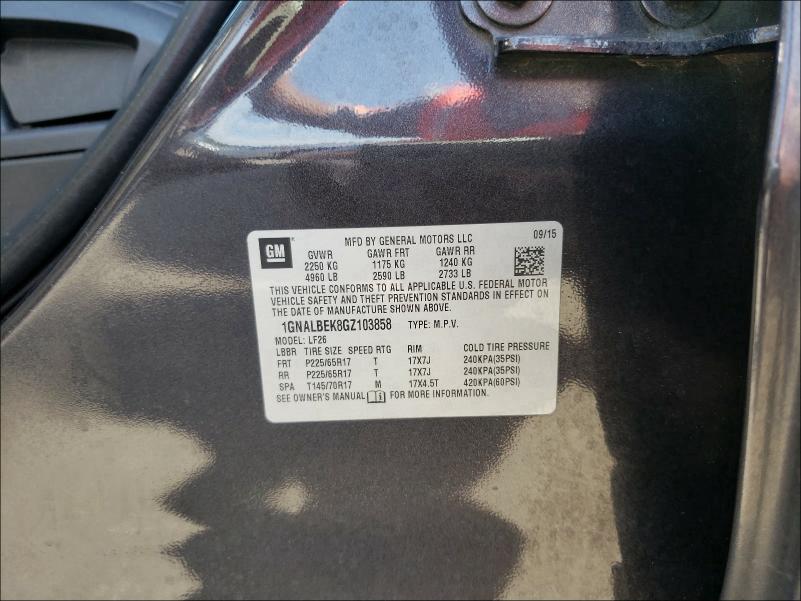 GM
MFD BY GENERAL MOTORS LLC
09/15
GVWR GAWR FRT GAWR RR
2250 KG 1175 KG 1240 KG
4960 LB 2590 LB 2733 LB
THIS VEHICLE CONFORMS TO ALL APPLICABLE U.S. FEDERAL MOTOR
VEHICLE SAFETY AND THEFT PREVENTION STANDARDS IN EFFECT ON
THE DATE OF MANUFACTURE SHOWN ABOVE.
1GNALBEK8GZ103858 TYPE: M.P.V.
MODEL: LF26
LBBR TIRE SIZE SPEED RTG RIM COLD TIRE PRESSURE
FRT P225/65R17 T 17X7J 240KPA(35PSI)
RR P225/65R17 T 17X7J 240KPA(35PSI)
SPA T145/70R17 M 17X4.5T 420KPA(60PSI)
SEE OWNER'S MANUAL FOR MORE INFORMATION.